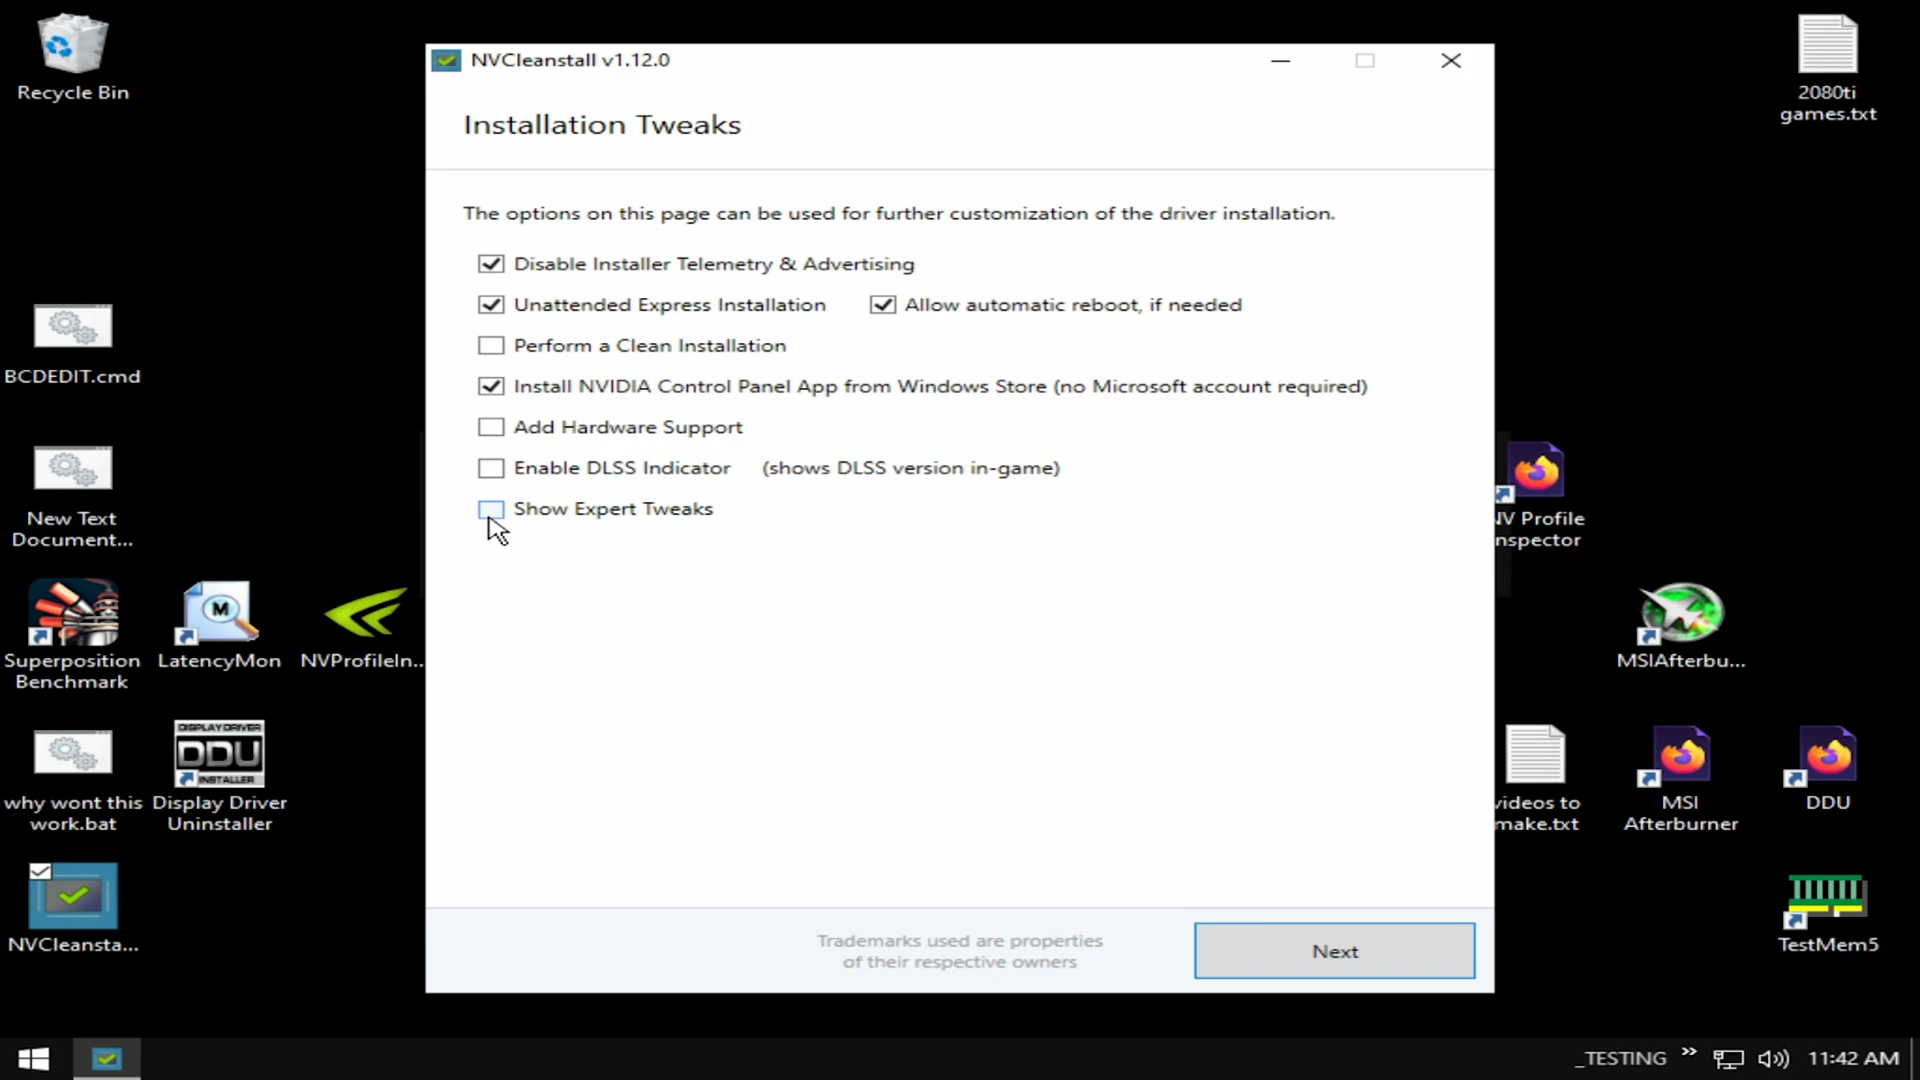 Recycle Bin
BCDEDIT.cmd
New Text
Document...
Superposition
Benchmark
LatencyMon
NVProfileIn...
why wont this
work.bat
DISPLAY DRIVER
DDU
INSTALLER
Display Driver
Uninstaller
NVCleansta...
NVCleanstall v1.12.0
Installation Tweaks
The options on this page can be used for further customization of the driver installation.
Disable Installer Telemetry & Advertising
Unattended Express Installation
Allow automatic reboot, if needed
Perform a Clean Installation
Install NVIDIA Control Panel App from Windows Store (no Microsoft account required)
Add Hardware Support
Enable DLSS Indicator (shows DLSS version in-game)
Show Expert Tweaks
Trademarks used are properties
of their respective owners
Next
2080ti
games.txt
NV Profile
nspector
MSIAfterbu...
videos to
make.txt
MSI
Afterburner
DDU
TestMem5
_TESTING
11:42 AM